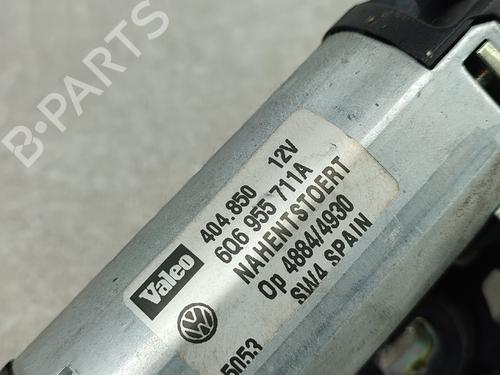 B-PARTS
Valeo
404.850 12V
6Q6 955 711A
NAHENTSTOERT
Op 4884/4930
SW4 SPAIN
5053